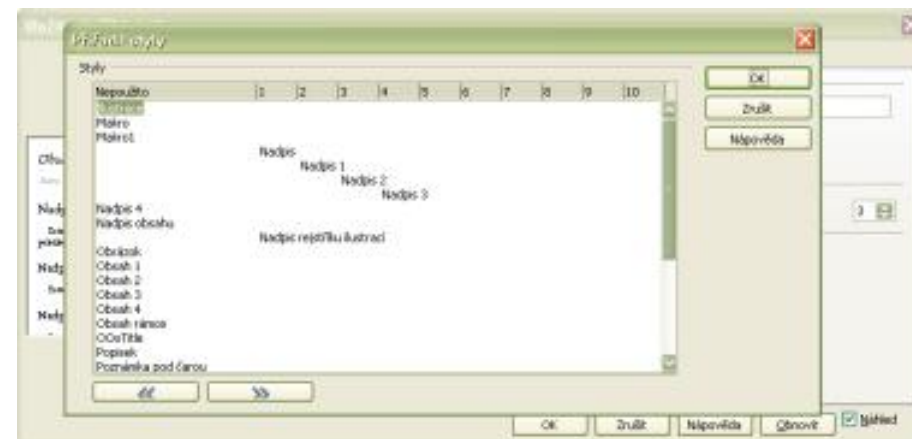 Přiřadit styly
Styly
Nepoužito 1 2 3 4 5 6 7 8 9 10
Makro
Makro1
Nadpis
Nadpis 1
Nadpis 2
Nadpis 3
Nadpis 4
Nadpis obsahu
Nadpis rejstříku ilustrací
Obrázok
Obsah 1
Obsah 2
Obsah 3
Obsah 4
Obsah rámce
OOoTitle
Popisek
Poznámka pod čarou
<< >>
OK
Zrušit
Nápověda
3
OK Zrušit Nápověda Obnovit Náhled